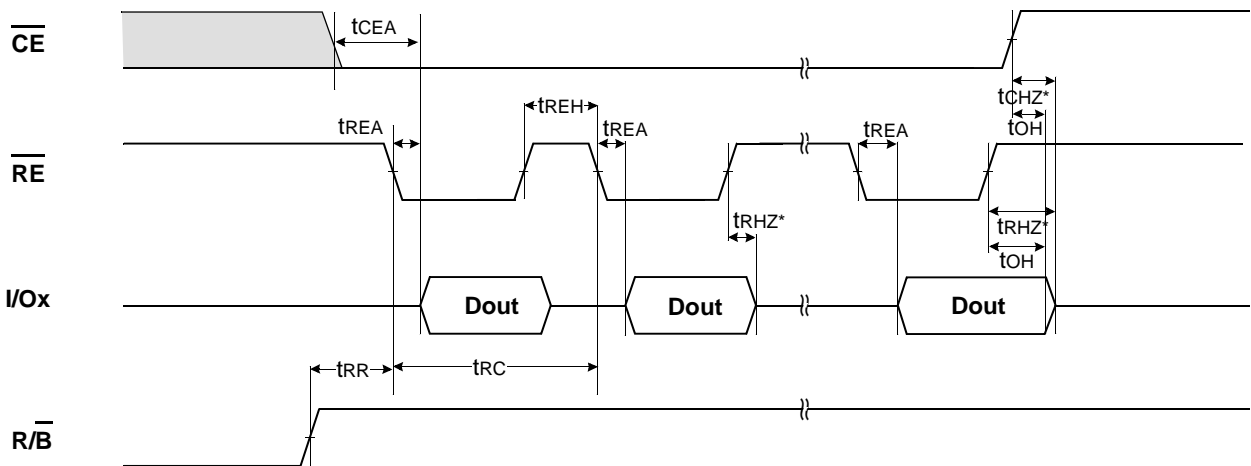 CE
tCEA
tCHZ*
tREH
tREA
tREA
tREA
tOH
RE
tRHZ*
tRHZ*
tOH
I/Ox
Dout
Dout
Dout
tRR
tRC
R/B